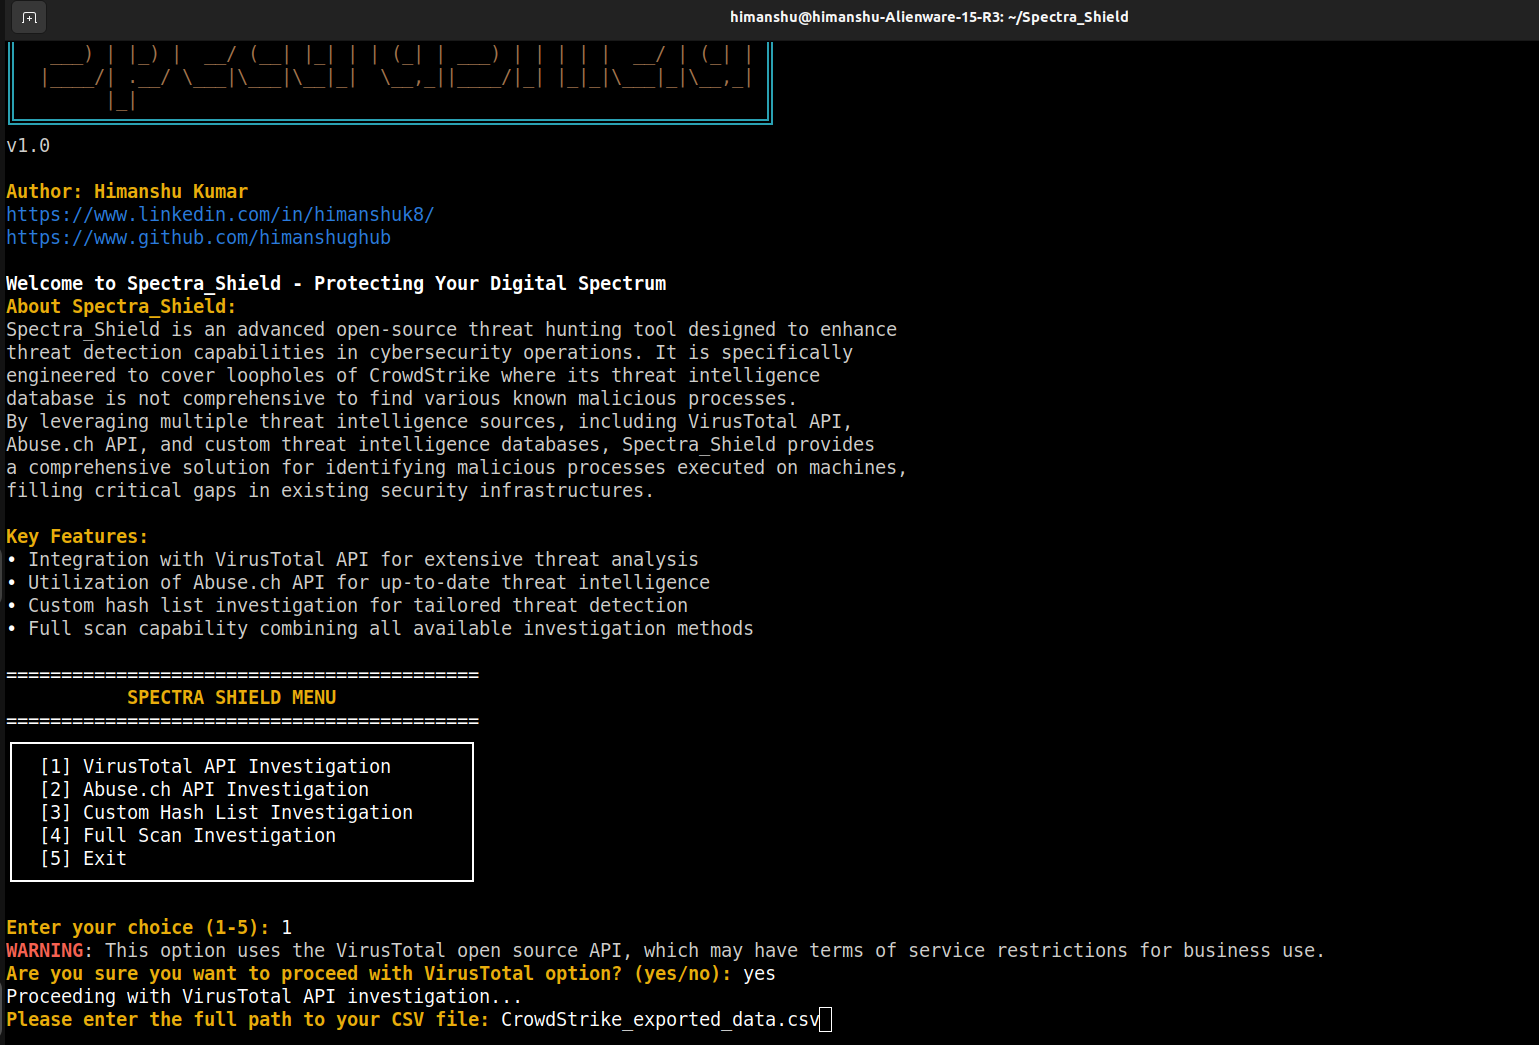 himanshu@himanshu-Alienware-15-R3: ~/Spectra_Shield
v1.0
Author: Himanshu Kumar
https://www.linkedin.com/in/himanshuk8/
https://www.github.com/himanshughub
Welcome to Spectra_Shield - Protecting Your Digital Spectrum
About Spectra_Shield:
Spectra_Shield is an advanced open-source threat hunting tool designed to enhance
threat detection capabilities in cybersecurity operations. It is specifically
engineered to cover loopholes of CrowdStrike where its threat intelligence
database is not comprehensive to find various known malicious processes.
By leveraging multiple threat intelligence sources, including VirusTotal API,
Abuse.ch API, and custom threat intelligence databases, Spectra_Shield provides
a comprehensive solution for identifying malicious processes executed on machines,
filling critical gaps in existing security infrastructures.
Key Features:
• Integration with VirusTotal API for extensive threat analysis
• Utilization of Abuse.ch API for up-to-date threat intelligence
• Custom hash list investigation for tailored threat detection
• Full scan capability combining all available investigation methods
===========================================
SPECTRA SHIELD MENU
===========================================
[1] VirusTotal API Investigation
[2] Abuse.ch API Investigation
[3] Custom Hash List Investigation
[4] Full Scan Investigation
[5] Exit
Enter your choice (1-5): 1
WARNING: This option uses the VirusTotal open source API, which may have terms of service restrictions for business use.
Are you sure you want to proceed with VirusTotal option? (yes/no): yes
Proceeding with VirusTotal API investigation...
Please enter the full path to your CSV file: CrowdStrike_exported_data.csv